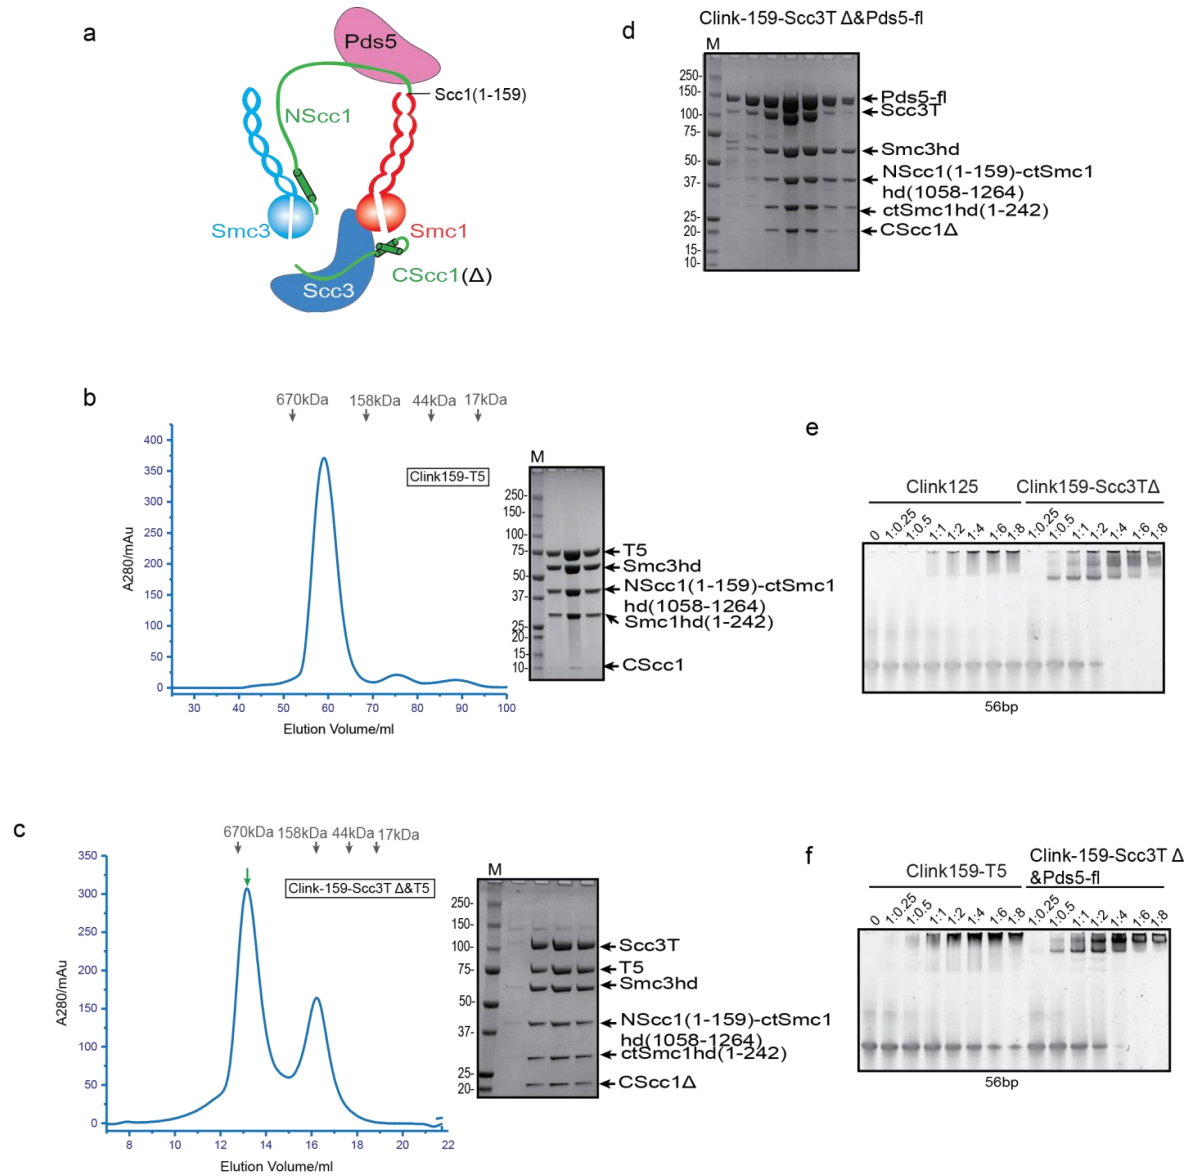 a
Pds5
Scc1(1-159)
NScc1
Smc3
Smc1
CScc1(Δ)
Scc3
d
Clink-159-Scc3T Δ&Pds5-fl
M
250-
150-
100-
75-
50-
37-
25-
20-
15-
10-
Pds5-fl
Scc3T
Smc3hd
NScc1(1-159)-ctSmc1
hd(1058-1264)
ctSmc1hd(1-242)
CScc1Δ
b
670kDa 158kDa 44kDa 17kDa
Clink159-T5
A280/mAu
400
350
300
250
200
150
100
50
0
30 40 50 60 70 80 90 100
Elution Volume/ml
M
250-
150-
100-
75-
50-
37-
25-
20-
15-
10-
T5
Smc3hd
NScc1(1-159)-ctSmc1
hd(1058-1264)
Smc1hd(1-242)
CScc1
e
Clink125 Clink159-Scc3TΔ
0 1:0.25 1:0.5 1:1 1:2 1:4 1:6 1:8 1:0.25 1:0.5 1:1 1:2 1:4 1:6 1:8
56bp
c
670kDa 158kDa 44kDa 17kDa
Clink-159-Scc3T Δ&T5
A280/mAu
350
300
250
200
150
100
50
0
8 10 12 14 16 18 20 22
Elution Volume/ml
M
250-
150-
100-
75-
50-
37-
25-
20-
Scc3T
T5
Smc3hd
NScc1(1-159)-ctSmc1
hd(1058-1264)
ctSmc1hd(1-242)
CScc1Δ
f
Clink159-T5
Clink-159-Scc3T Δ
&Pds5-fl
0 1:0.25 1:0.5 1:1 1:2 1:4 1:6 1:8 1:0.25 1:0.5 1:1 1:2 1:4 1:6 1:8
56bp